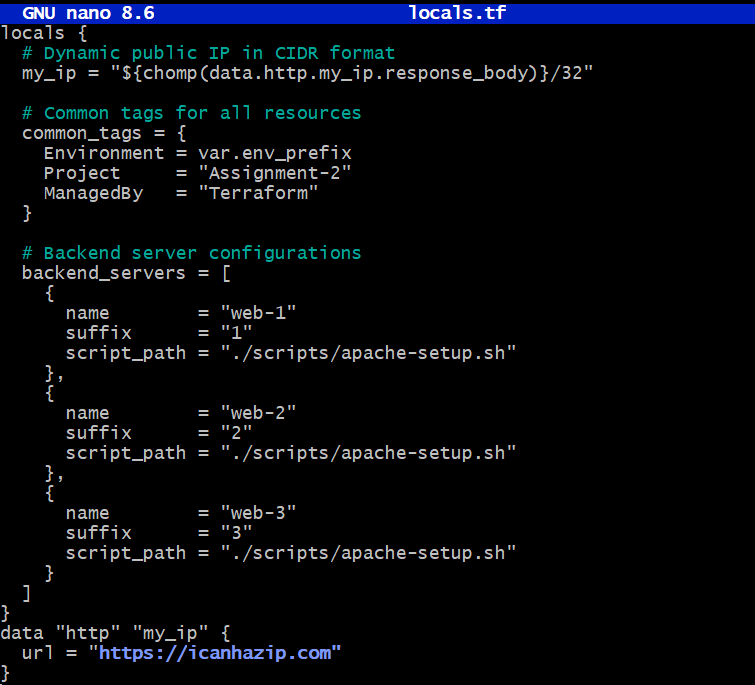 GNU nano 8.6 locals.tf
locals {
  # Dynamic public IP in CIDR format
  my_ip = "${chomp(data.http.my_ip.response_body)}/32"

  # Common tags for all resources
  common_tags = {
    Environment = var.env_prefix
    Project     = "Assignment-2"
    ManagedBy   = "Terraform"
  }

  # Backend server configurations
  backend_servers = [
    {
      name        = "web-1"
      suffix      = "1"
      script_path = "./scripts/apache-setup.sh"
    },
    {
      name        = "web-2"
      suffix      = "2"
      script_path = "./scripts/apache-setup.sh"
    },
    {
      name        = "web-3"
      suffix      = "3"
      script_path = "./scripts/apache-setup.sh"
    }
  ]
}
data "http" "my_ip" {
  url = "https://icanhazip.com"
}